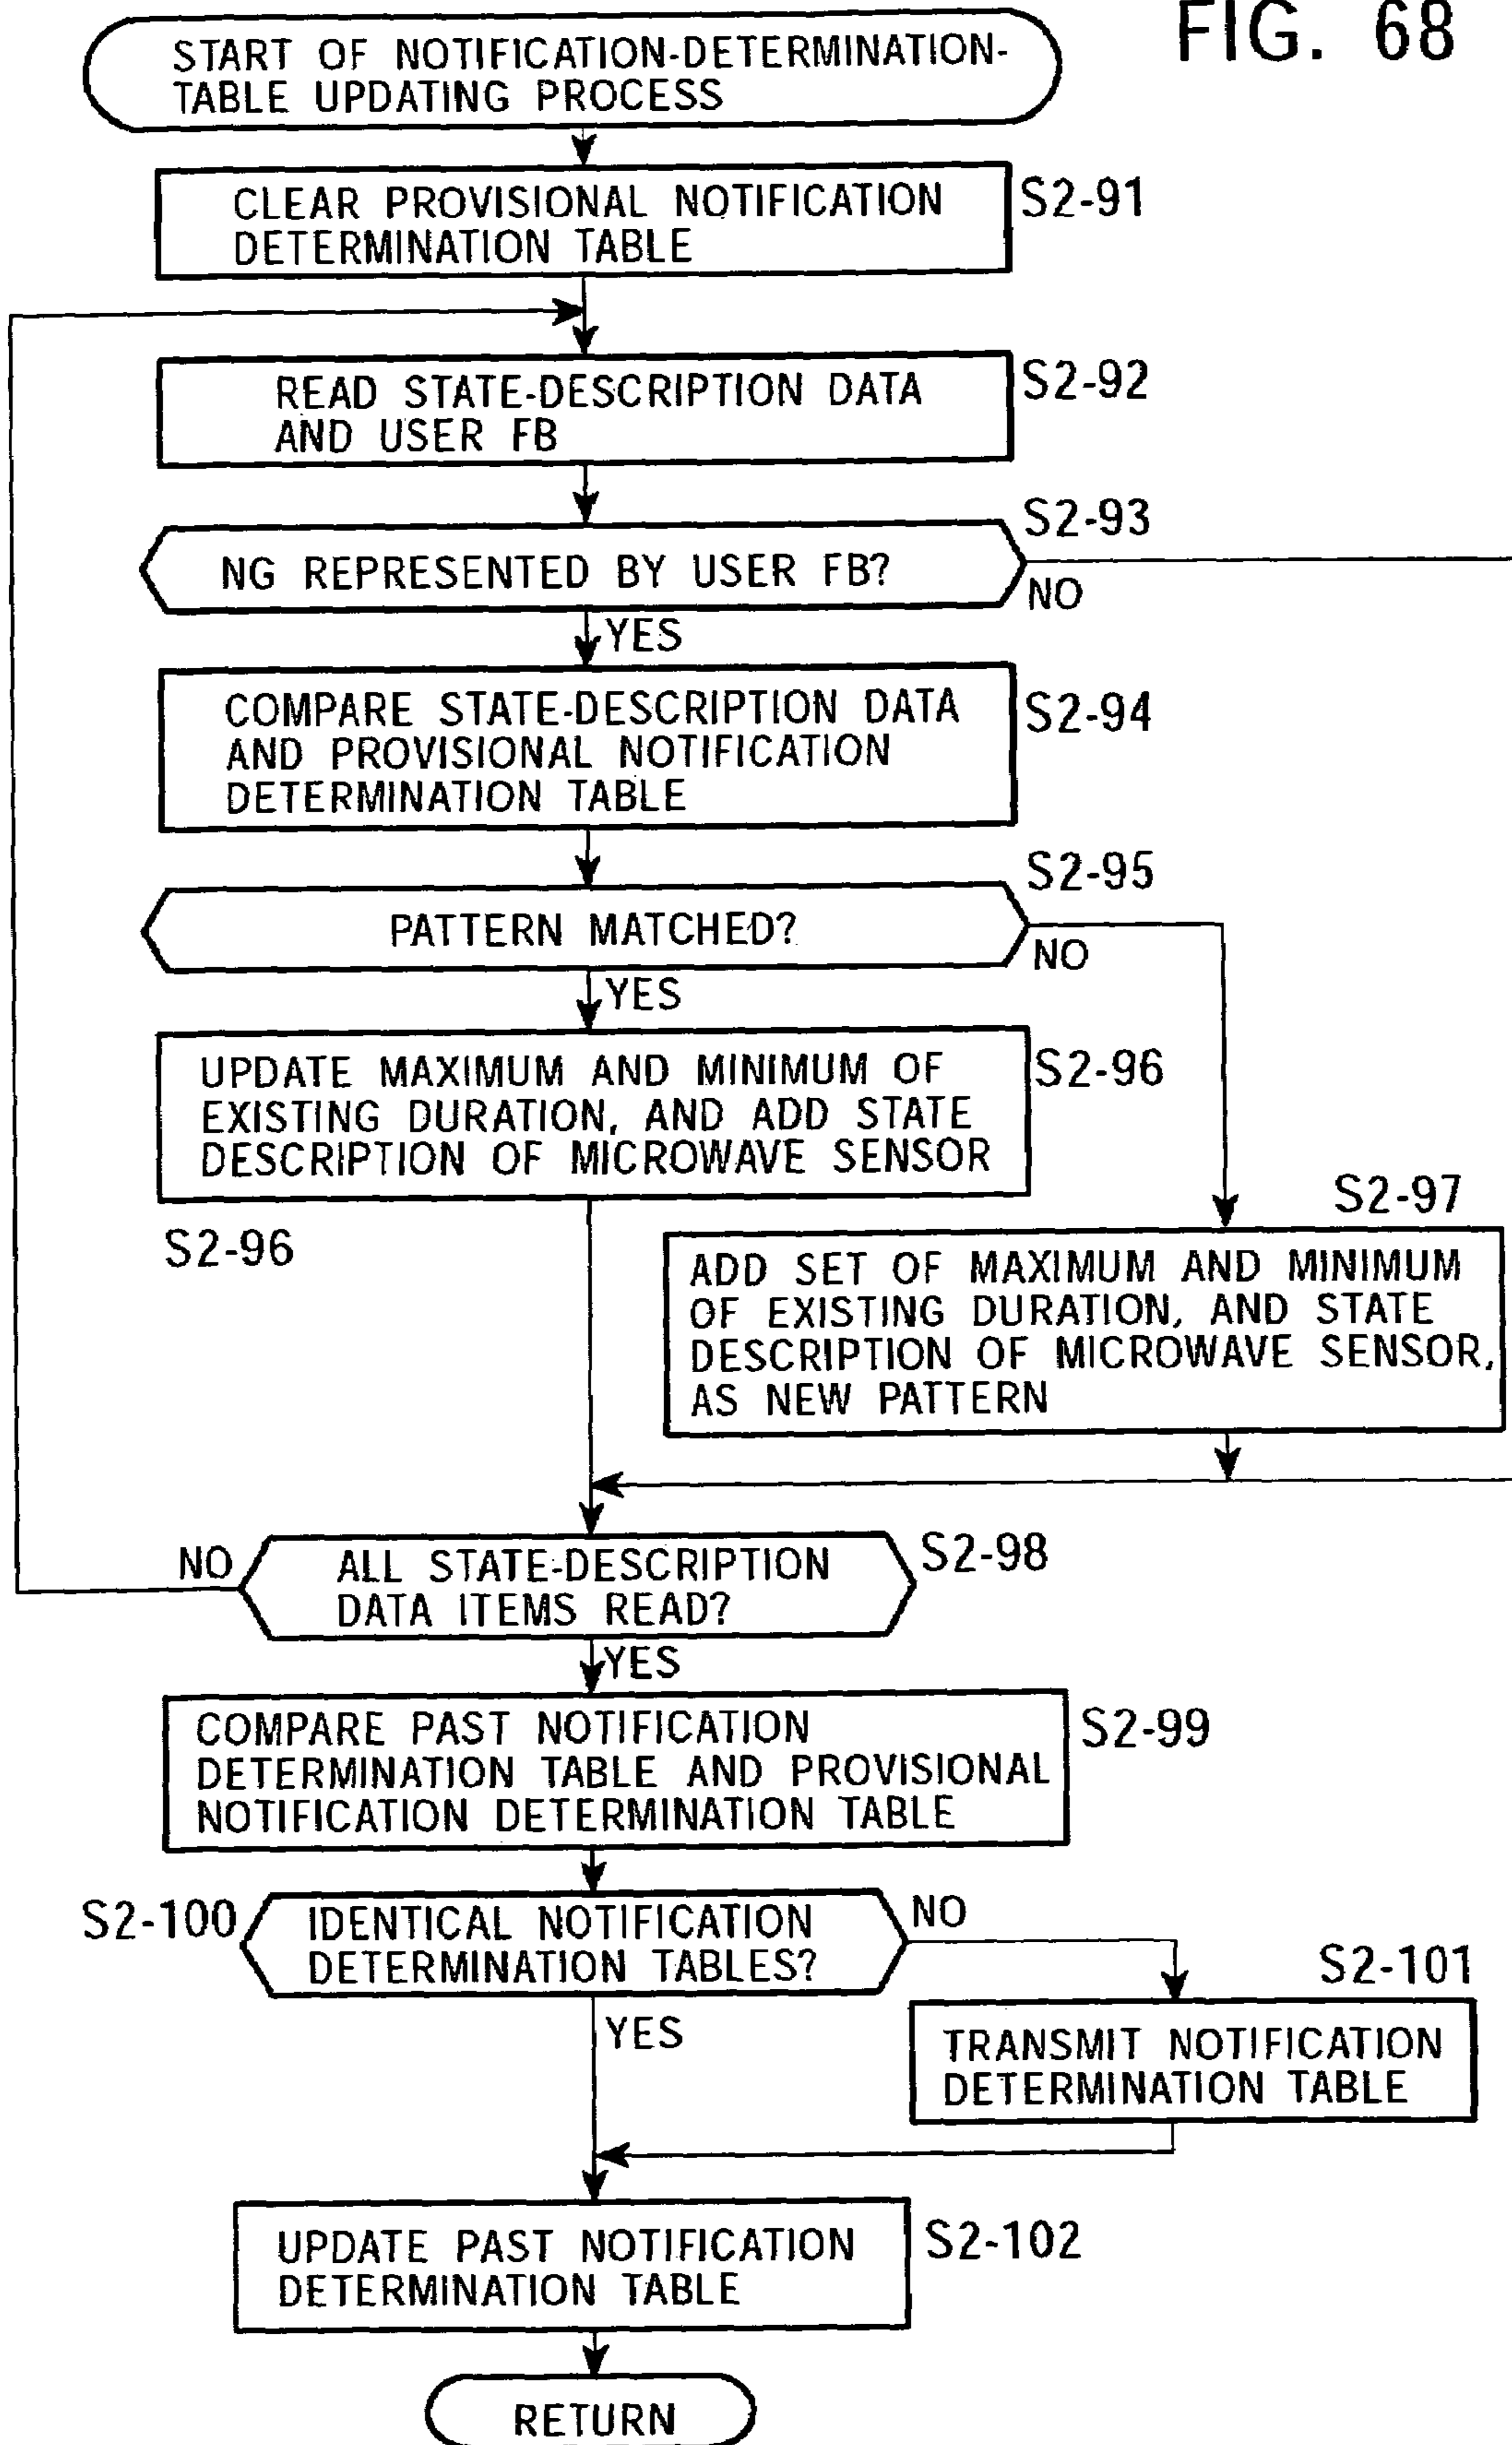 FIG. 68
START OF NOTIFICATION-DETERMINATION-
TABLE UPDATING PROCESS
CLEAR PROVISIONAL NOTIFICATION
DETERMINATION TABLE
S2-91
READ STATE-DESCRIPTION DATA
AND USER FB
S2-92
NG REPRESENTED BY USER FB?
S2-93
NO
YES
COMPARE STATE-DESCRIPTION DATA
AND PROVISIONAL NOTIFICATION
DETERMINATION TABLE
S2-94
PATTERN MATCHED?
S2-95
NO
YES
UPDATE MAXIMUM AND MINIMUM OF
EXISTING DURATION, AND ADD STATE
DESCRIPTION OF MICROWAVE SENSOR
S2-96
S2-96
S2-97
ADD SET OF MAXIMUM AND MINIMUM
OF EXISTING DURATION, AND STATE
DESCRIPTION OF MICROWAVE SENSOR,
AS NEW PATTERN
NO
ALL STATE-DESCRIPTION
DATA ITEMS READ?
S2-98
YES
COMPARE PAST NOTIFICATION
DETERMINATION TABLE AND PROVISIONAL
NOTIFICATION DETERMINATION TABLE
S2-99
S2-100
IDENTICAL NOTIFICATION
DETERMINATION TABLES?
NO
YES
S2-101
TRANSMIT NOTIFICATION
DETERMINATION TABLE
UPDATE PAST NOTIFICATION
DETERMINATION TABLE
S2-102
RETURN